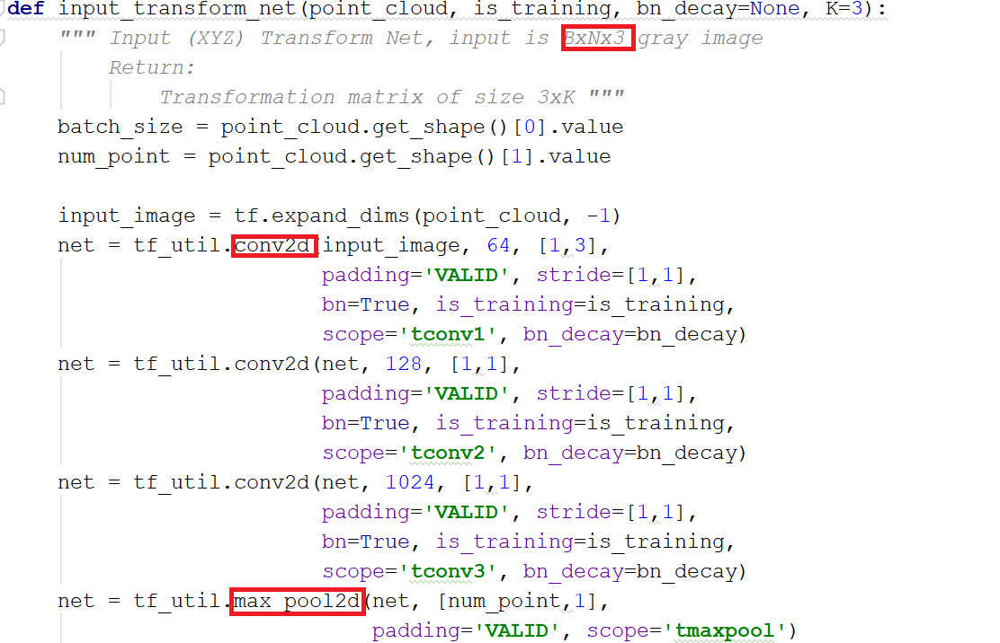 def input_transform_net(point_cloud, is_training, bn_decay=None, K=3):
    """ Input (XYZ) Transform Net, input is BxNx3 gray image
        Return:
            Transformation matrix of size 3xK """
    batch_size = point_cloud.get_shape()[0].value
    num_point = point_cloud.get_shape()[1].value

    input_image = tf.expand_dims(point_cloud, -1)
    net = tf_util.conv2d(input_image, 64, [1,3],
                         padding='VALID', stride=[1,1],
                         bn=True, is_training=is_training,
                         scope='tconv1', bn_decay=bn_decay)
    net = tf_util.conv2d(net, 128, [1,1],
                         padding='VALID', stride=[1,1],
                         bn=True, is_training=is_training,
                         scope='tconv2', bn_decay=bn_decay)
    net = tf_util.conv2d(net, 1024, [1,1],
                         padding='VALID', stride=[1,1],
                         bn=True, is_training=is_training,
                         scope='tconv3', bn_decay=bn_decay)
    net = tf_util.max_pool2d(net, [num_point,1],
                             padding='VALID', scope='tmaxpool')